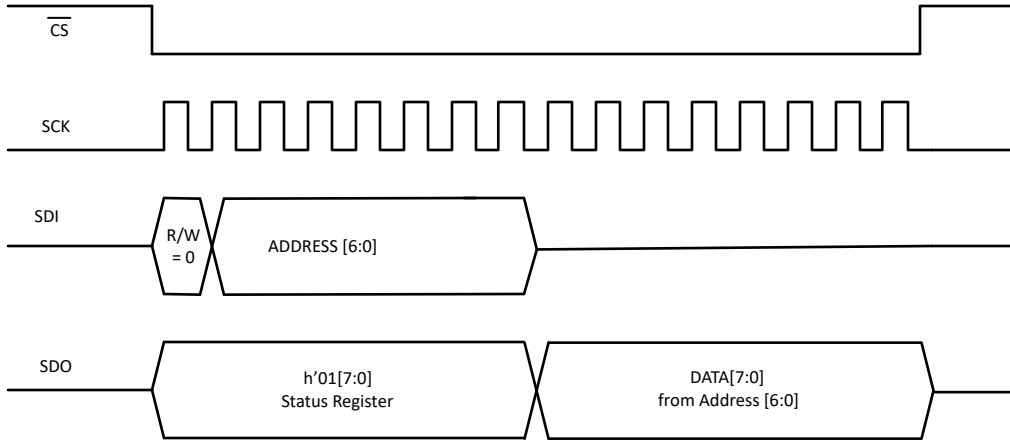 CS
SCK
SDI
R/W
= 0
ADDRESS [6:0]
SDO
h'01[7:0]
Status Register
DATA[7:0]
from Address [6:0]